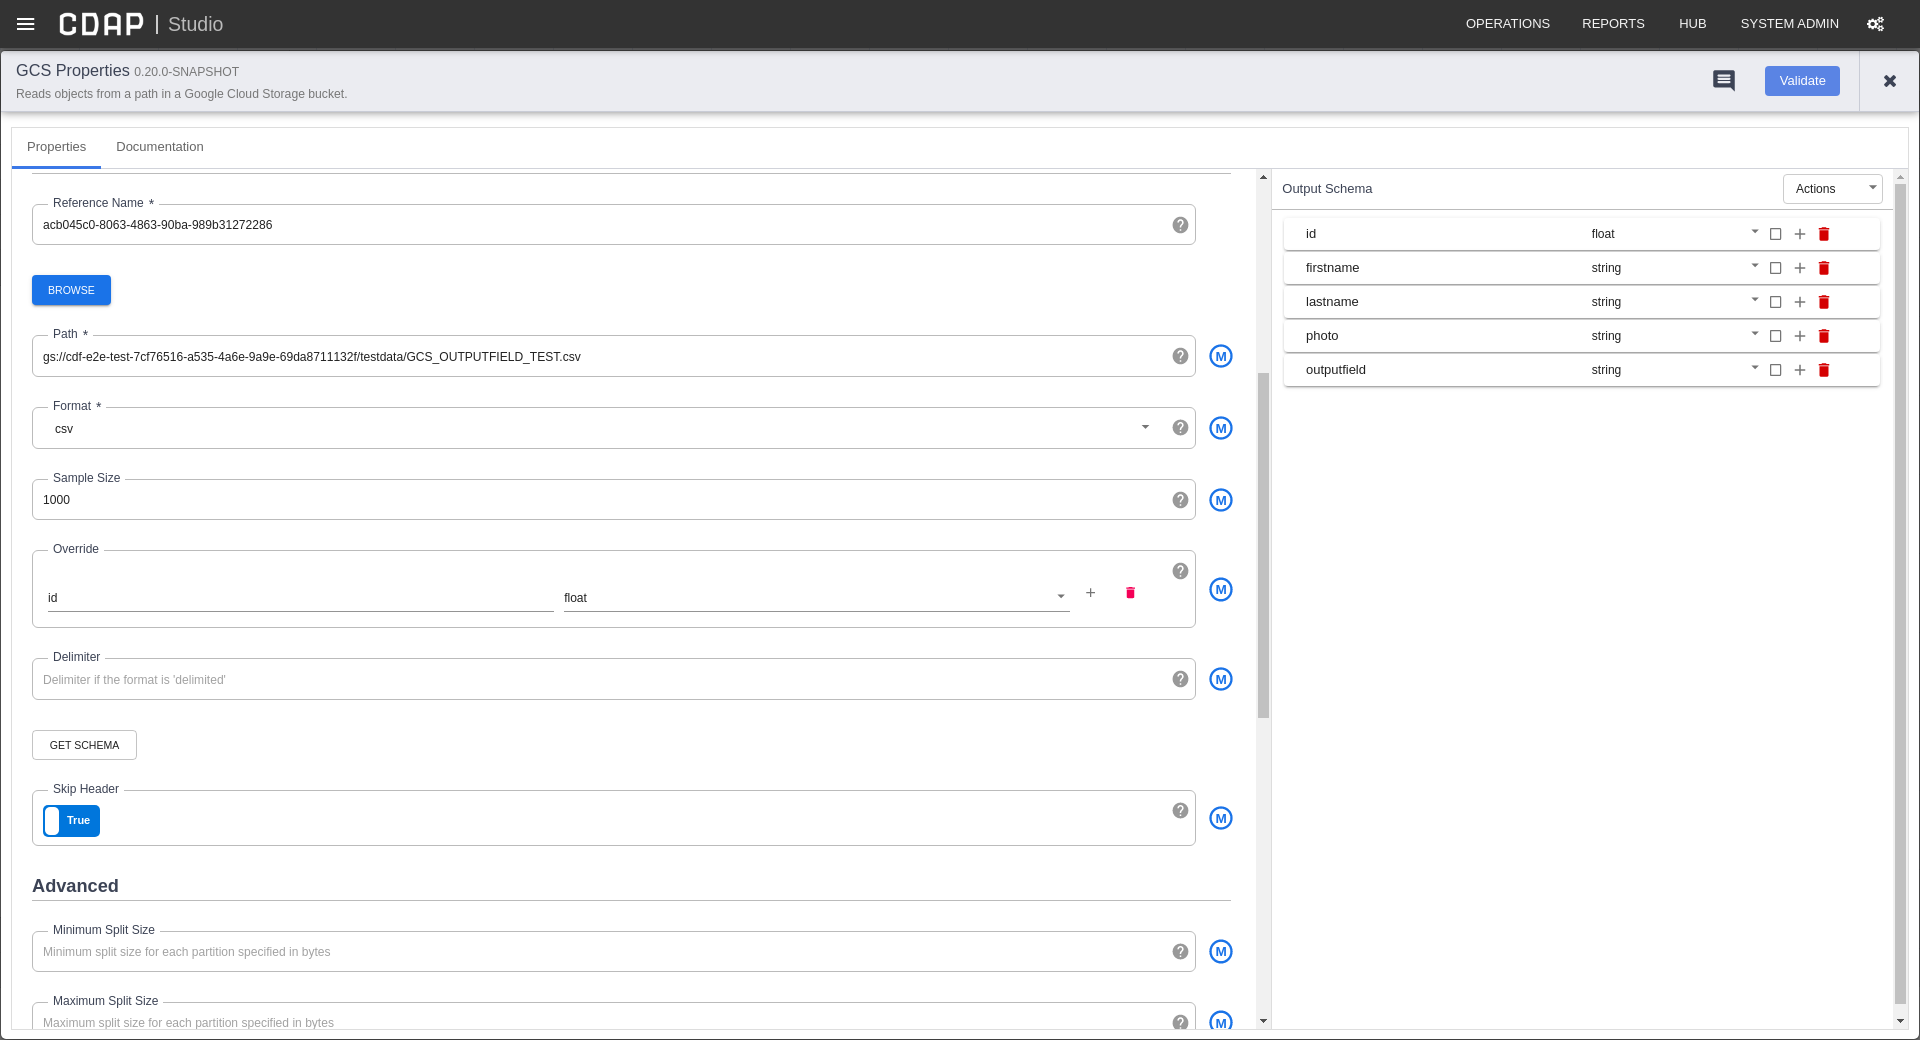 CDAP | Studio
OPERATIONS REPORTS HUB SYSTEM ADMIN
GCS Properties 0.20.0-SNAPSHOT
Reads objects from a path in a Google Cloud Storage bucket.
Validate
Properties Documentation
Reference Name *
acb045c0-8063-4863-90ba-989b31272286
BROWSE
Path *
gs://cdf-e2e-test-7cf76516-a535-4a6e-9a9e-69da8711132f/testdata/GCS_OUTPUTFIELD_TEST.csv
M
Format *
csv
M
Sample Size
1000
M
Override
id float
M
Delimiter
Delimiter if the format is 'delimited'
M
GET SCHEMA
Skip Header
True
M
Advanced
Minimum Split Size
Minimum split size for each partition specified in bytes
M
Maximum Split Size
Maximum split size for each partition specified in bytes
M
Output Schema
Actions
id float
firstname string
lastname string
photo string
outputfield string